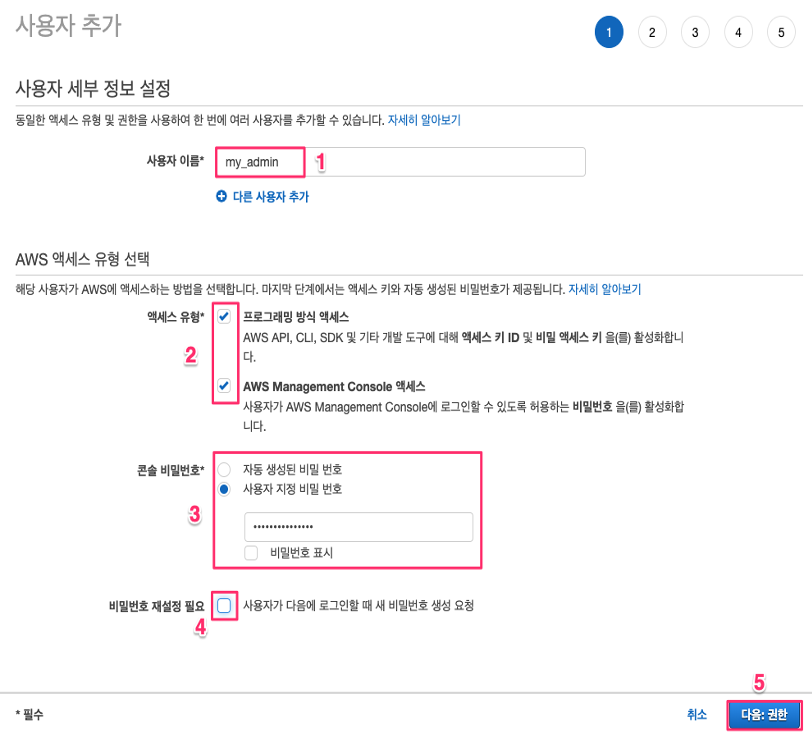 사용자 추가
1 2 3 4 5
사용자 세부 정보 설정
동일한 액세스 유형 및 권한을 사용하여 한 번에 여러 사용자를 추가할 수 있습니다. 자세히 알아보기
사용자 이름* my_admin 1
다른 사용자 추가
AWS 액세스 유형 선택
해당 사용자가 AWS에 액세스하는 방법을 선택합니다. 마지막 단계에서는 액세스 키와 자동 생성된 비밀번호가 제공됩니다. 자세히 알아보기
액세스 유형* 프로그래밍 방식 액세스
AWS API, CLI, SDK 및 기타 개발 도구에 대해 액세스 키 ID 및 비밀 액세스 키 을(를) 활성화합니
다.
2
AWS Management Console 액세스
사용자가 AWS Management Console에 로그인할 수 있도록 허용하는 비밀번호 을(를) 활성화합
니다.
콘솔 비밀번호* 자동 생성된 비밀 번호
사용자 지정 비밀 번호
3
•••••••••••••••
비밀번호 표시
비밀번호 재설정 필요 사용자가 다음에 로그인할 때 새 비밀번호 생성 요청
4
5
* 필수 취소 다음: 권한